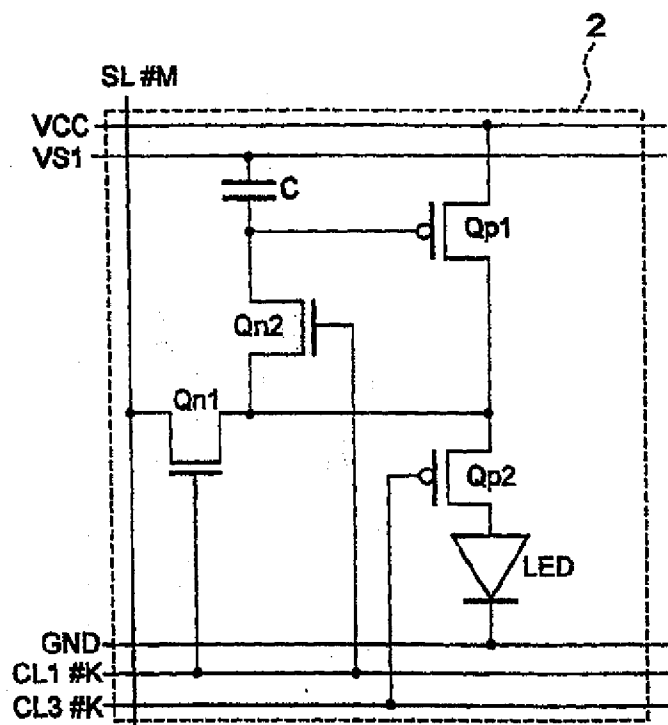 2
SL #M
VCC
VS1
C
Qp1
Qn2
Qn1
Qp2
LED
GND
CL1 #K
CL3 #K